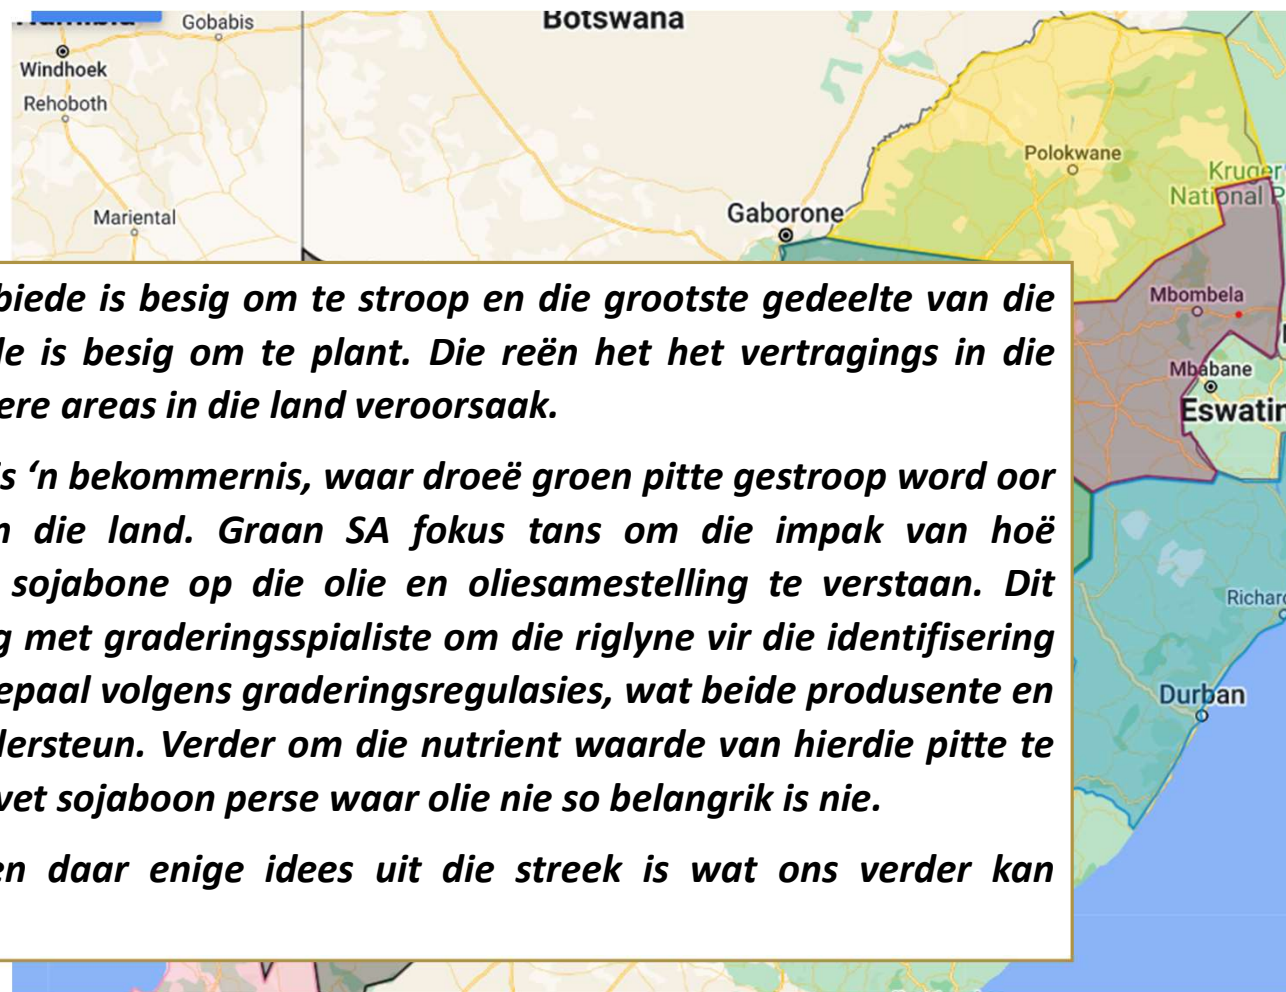 Gobabis
Botswana
Windhoek
Rehoboth
Polokwane
Kruger
National P
Mariental
Gaborone
Mbombela
Mbabane
Eswatin
biede is besig om te stroop en die grootste gedeelte van die
le is besig om te plant. Die reën het het vertragings in die
ere areas in die land veroorsaak.
is ‘n bekommernis, waar droeë groen pitte gestroop word oor
n die land. Graan SA fokus tans om die impak van hoë
sojabone op die olie en oliesamestelling te verstaan. Dit
g met graderingsspialiste om die riglyne vir die identifisering
epaal volgens graderingsregulasies, wat beide produsente en
dersteun. Verder om die nutrient waarde van hierdie pitte te
vet sojaboon perse waar olie nie so belangrik is nie.
en daar enige idees uit die streek is wat ons verder kan
Richard
Durban